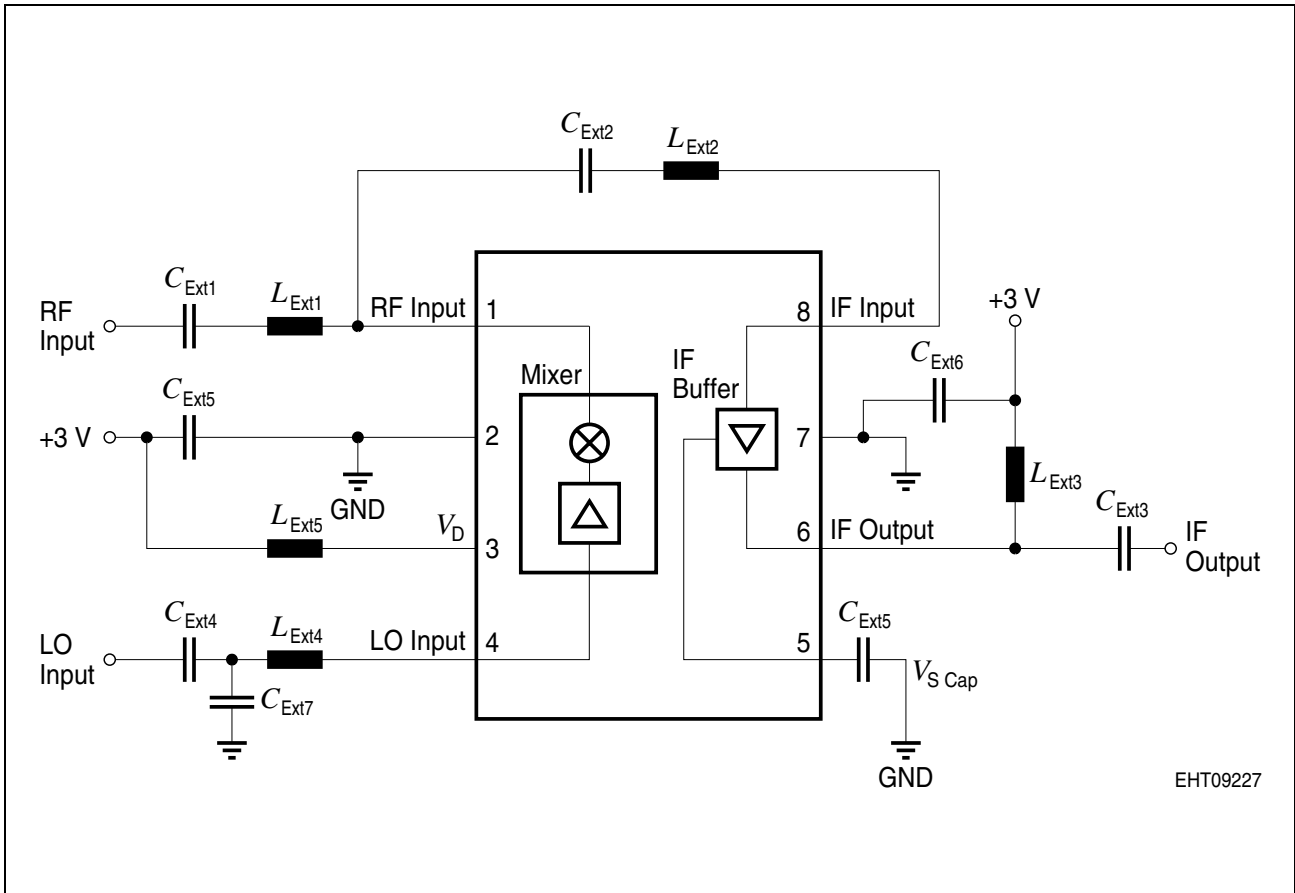 C Ext2
L Ext2
C Ext1
L Ext1
RF Input 1
8 IF Input
+3 V
RF
Input
C Ext6
C Ext5
Mixer
IF
Buffer
+3 V
2
7
GND
L Ext3
L Ext5
V D
3
C Ext3
6 IF Output
IF
Output
C Ext4
L Ext4
LO Input 4
5
C Ext5
LO
Input
V S Cap
C Ext7
GND
EHT09227